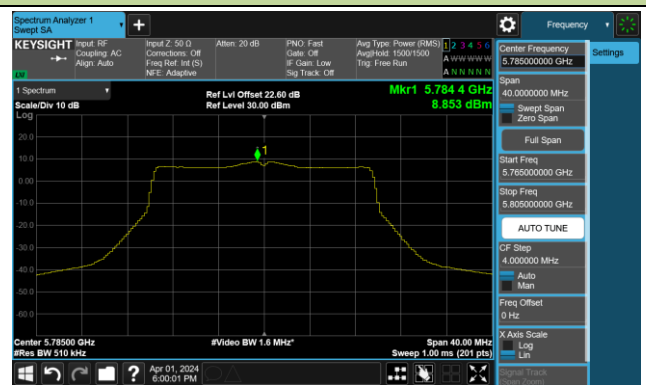 Spectrum Analyzer 1
Swept SA
Frequency
KEYSIGHT
Input: RF
Coupling: AC
Align: Auto
Input Z: 50 Ω
Corrections: Off
Freq Ref: Int (S)
NFE: Adaptive
Atten: 20 dB
PNO: Fast
Gate: Off
IF Gain: Low
Sig Track: Off
Avg Type: Power (RMS)
Avg|Hold: 1500/1500
Trig: Free Run
1 2 3 4 5 6
A W W W W W
A N N N N N
LW
1 Spectrum
Scale/Div 10 dB
Log
Ref Lvl Offset 22.60 dB
Ref Level 30.00 dBm
Mkr1 5.784 4 GHz
8.853 dBm
1
20.0
10.0
0.00
-10.0
-20.0
-30.0
-40.0
-50.0
-60.0
Center 5.78500 GHz
#Res BW 510 kHz
#Video BW 1.6 MHz*
Span 40.00 MHz
Sweep 1.00 ms (201 pts)
Apr 01, 2024
6:00:01 PM
?
Center Frequency
5.785000000 GHz
Settings
Span
40.0000000 MHz
Swept Span
Zero Span
Full Span
Start Freq
5.765000000 GHz
Stop Freq
5.805000000 GHz
AUTO TUNE
CF Step
4.000000 MHz
Auto
Man
Freq Offset
0 Hz
X Axis Scale
Log
Lin
Signal Track
(Span Zoom)